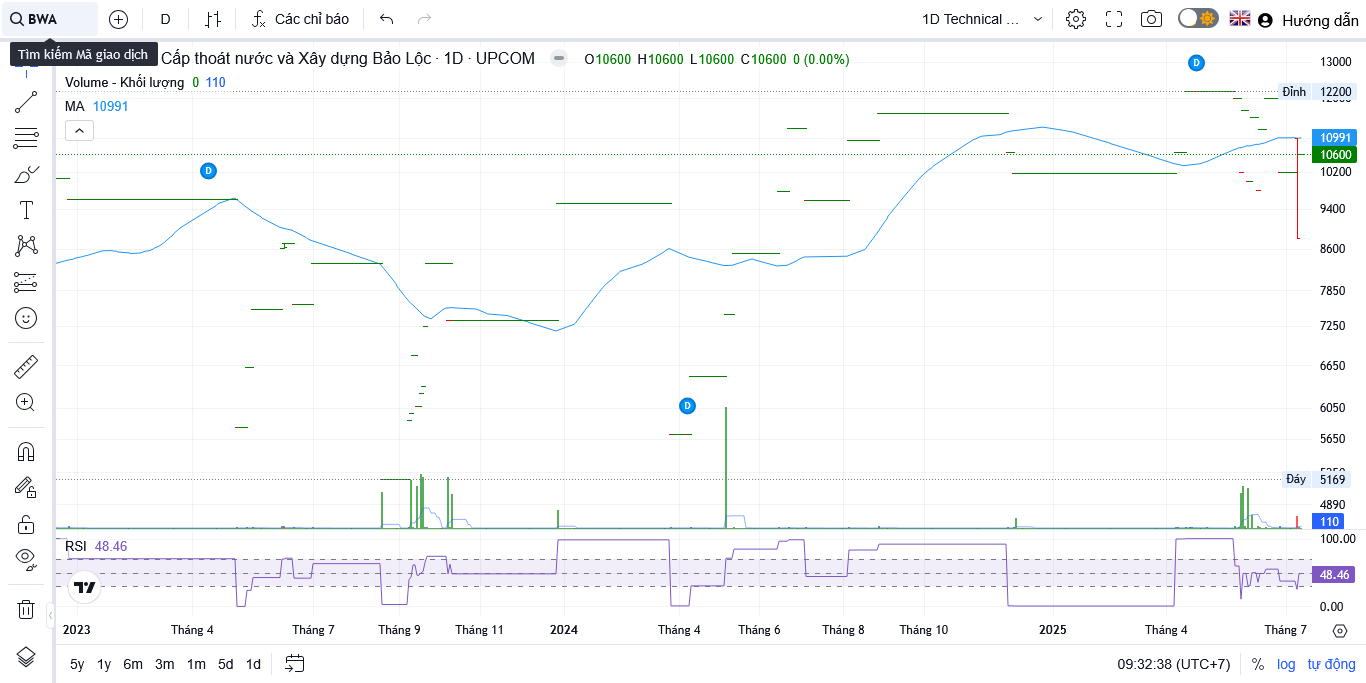 BWA
D
Các chỉ báo
1D Technical ...
Hướng dẫn
Tìm kiếm Mã giao dịch
Cấp thoát nước và Xây dựng Bảo Lộc · 1D · UPCOM
O10600 H10600 L10600 C10600 0 (0.00%)
Volume - Khối lượng 0 110
MA 10991
D
D
D
13000
Đỉnh 12200
10991
10600
10200
9400
8600
7850
7250
6650
6050
5650
Đáy 5169
4890
110
RSI 48.46
100.00
48.46
0.00
2023 Tháng 4 Tháng 7 Tháng 9 Tháng 11 2024 Tháng 4 Tháng 6 Tháng 8 Tháng 10 2025 Tháng 4 Tháng 7
5y 1y 6m 3m 1m 5d 1d
09:32:38 (UTC+7) % log tự động